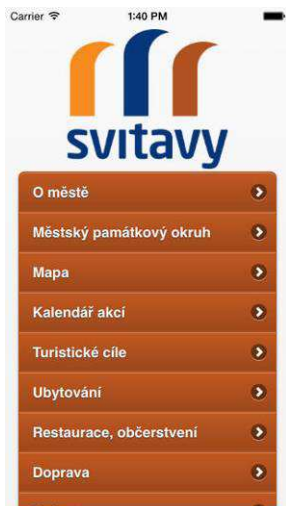 Carrier 1:40 PM
svitavy
O městě
Městský památkový okruh
Mapa
Kalendář akcí
Turistické cíle
Ubytování
Restaurace, občerstvení
Doprava